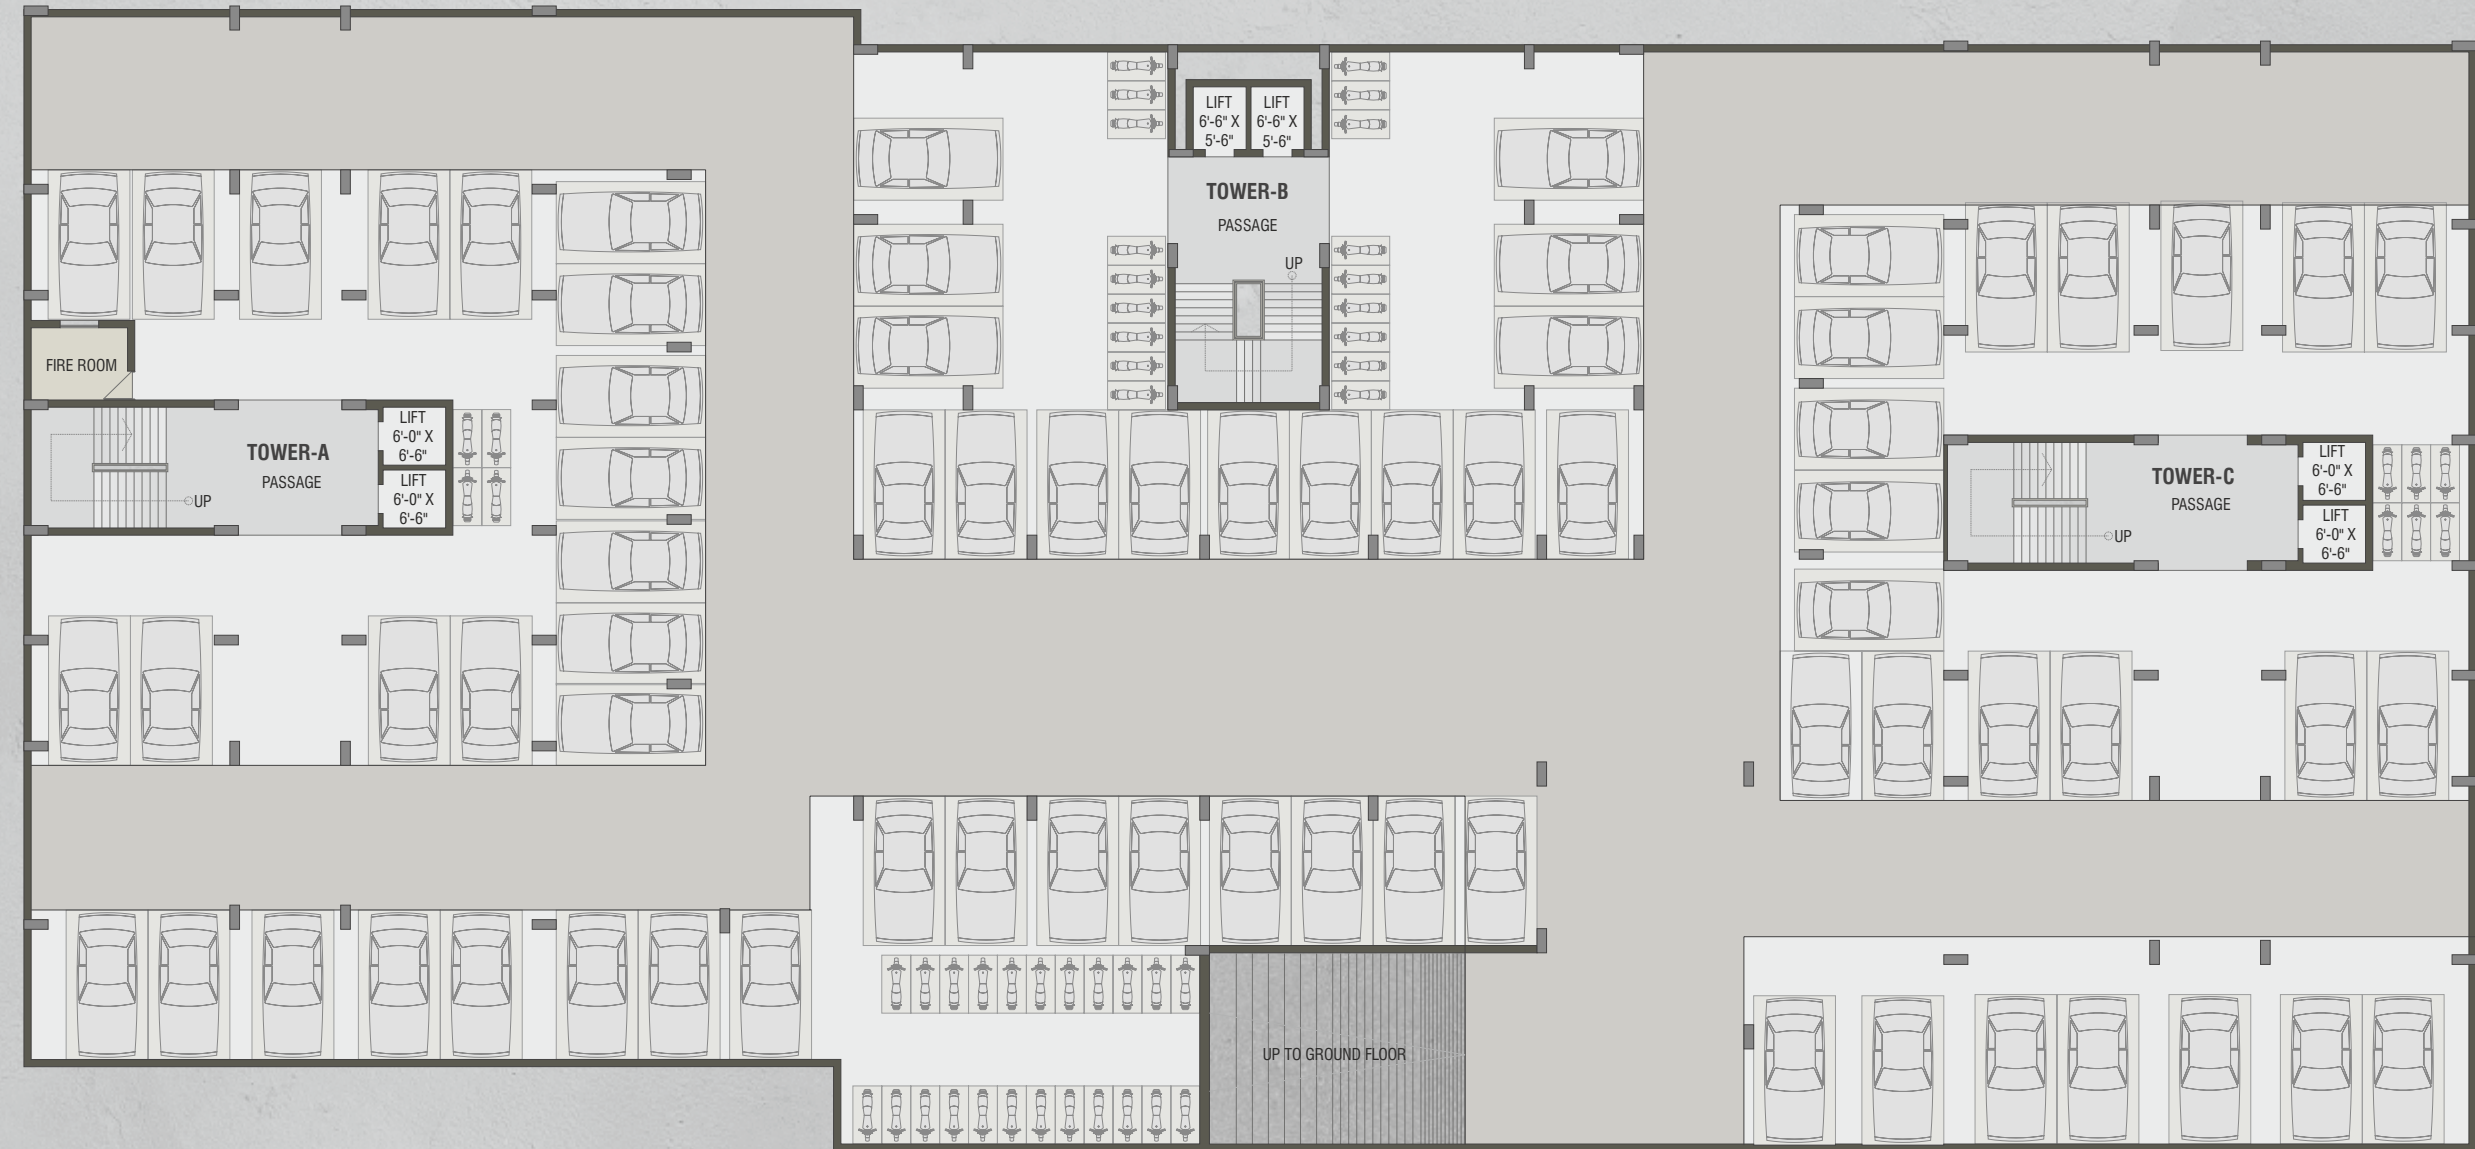 LIFT
6'-6" X
5'-6"
LIFT
6'-6" X
5'-6"
TOWER-B
PASSAGE
UP
FIRE ROOM
TOWER-A
PASSAGE
UP
LIFT
6'-0" X
6'-6"
LIFT
6'-0" X
6'-6"
TOWER-C
PASSAGE
UP
LIFT
6'-0" X
6'-6"
LIFT
6'-0" X
6'-6"
UP TO GROUND FLOOR